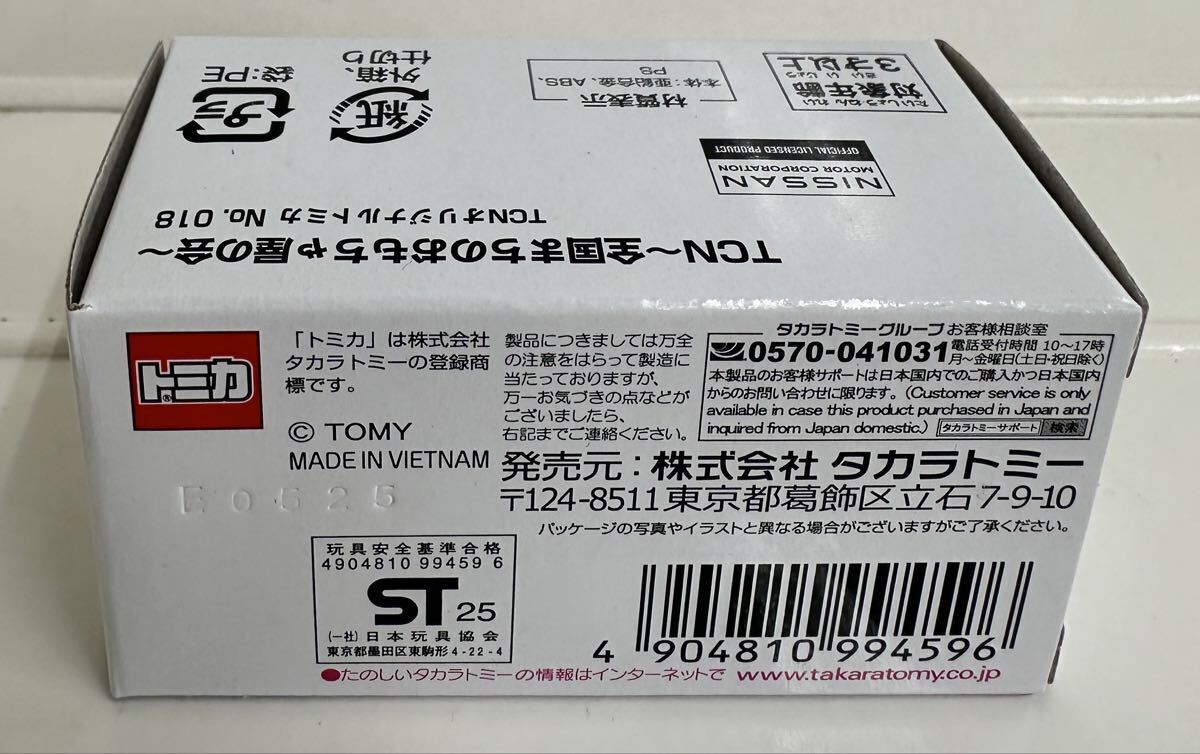 TCN~全国まちのおもちゃ屋の会~
TCNオリジナルトミカ No. 018
NISSAN
MOTOR CORPORATION
OFFICIAL LICENSED PRODUCT
たいしょうねんれい
対象年齢
さい いじょう
3才以上
材質表示
本体:亜鉛合金、ABS、
PS
紙
外箱、
仕切り
プラ
袋:PE
トミカ®
「トミカ」は株式会社
タカラトミーの登録商
標です。
© TOMY
MADE IN VIETNAM
E0625
製品につきましては万全
の注意をはらって製造に
当たっておりますが、
万一お気づきの点などが
ございましたら、
右記までご連絡ください。
タカラトミーグループお客様相談室
0570-041031 電話受付時間 10〜17時
月〜金曜日(土日・祝日除く)
本製品のお客様サポートは日本国内でのご購入かつ日本国内
からのお問い合わせに限ります。(Customer service is only
available in case this product purchased in Japan and
inquired from Japan domestic.) タカラトミーサポート 検索
発売元:株式会社 タカラトミー
〒124-8511 東京都葛飾区立石7-9-10
パッケージの写真やイラストと異なる場合がございますがご了承ください。
玩具安全基準合格
4904810 99459 6
ST 25
(一社)日本玩具協会
東京都墨田区東駒形4-22-4
4 904810 994596
●たのしいタカラトミーの情報はインターネットで www.takaratomy.co.jp